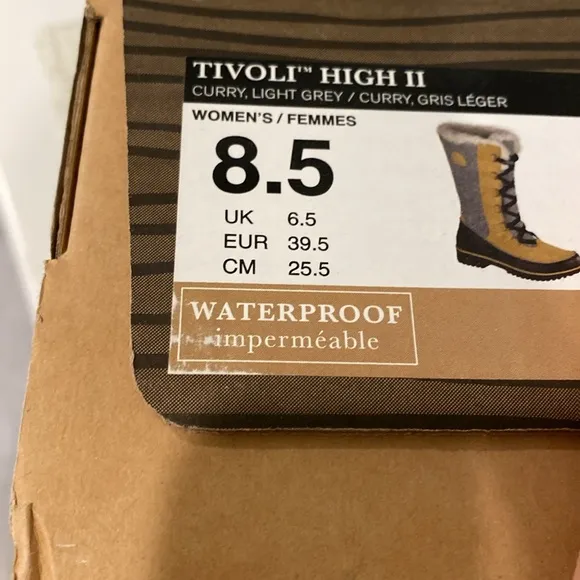 TIVOLI™ HIGH II
CURRY, LIGHT GREY / CURRY, GRIS LÉGER
WOMEN'S / FEMMES
8.5
UK 6.5
EUR 39.5
CM 25.5
WATERPROOF
imperméable